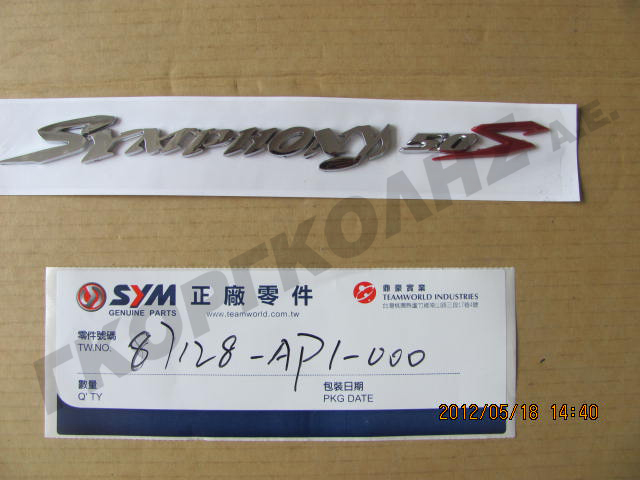 Symphony 50 S
SYM
GENUINE PARTS
正廠零件
www.teamworld.com.tw
鼎豪實業
TEAMWORLD INDUSTRIES
零件號碼
TW.NO.
87128-AP1-000
數量
Q'TY
包裝日期
PKG DATE
2012/05/18 14:40
ΓΚΟΡΓΚΟΛΗΣ Α.Ε.